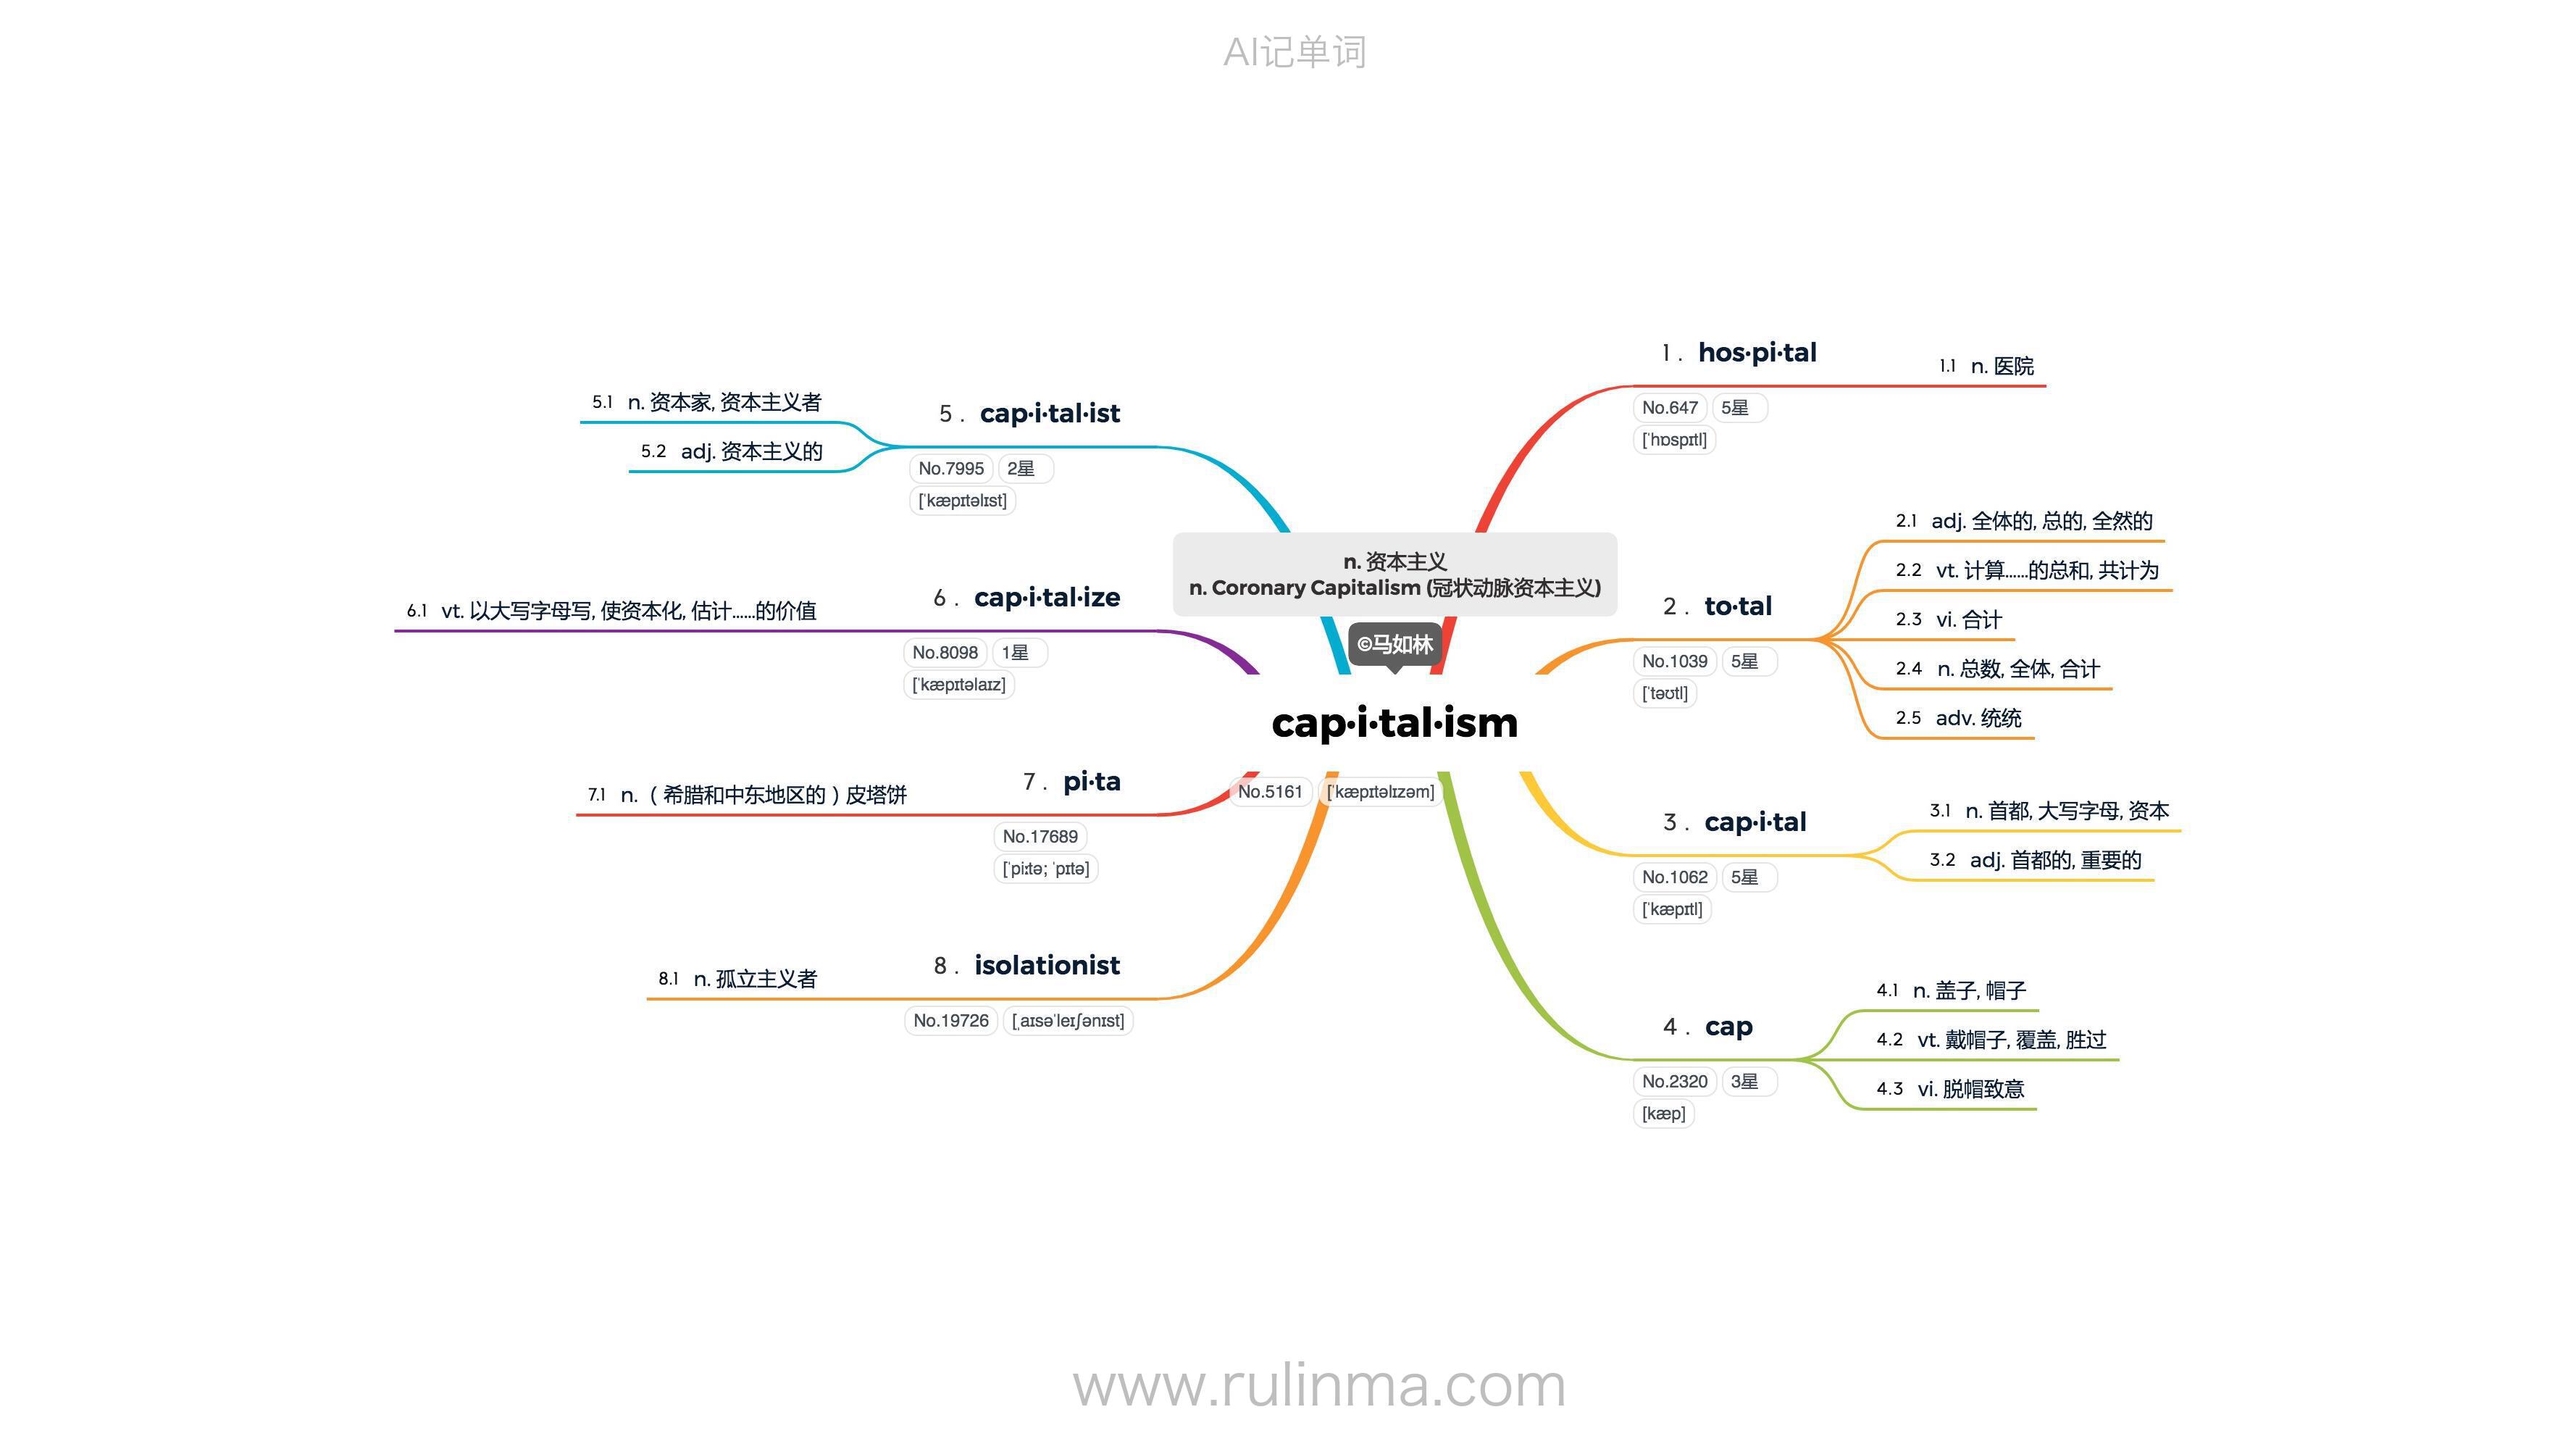 AI记单词
n. 资本主义
n. Coronary Capitalism (冠状动脉资本主义)
©马如林
cap·i·tal·ism
No.5161 [ˈkæpɪtəlɪzəm]
1 . hos·pi·tal
No.647 5星
[ˈhɒspɪtl]
1.1 n. 医院
2 . to·tal
No.1039 5星
[ˈtəʊtl]
2.1 adj. 全体的, 总的, 全然的
2.2 vt. 计算……的总和, 共计为
2.3 vi. 合计
2.4 n. 总数, 全体, 合计
2.5 adv. 统统
3 . cap·i·tal
No.1062 5星
[ˈkæpɪtl]
3.1 n. 首都, 大写字母, 资本
3.2 adj. 首都的, 重要的
4 . cap
No.2320 3星
[kæp]
4.1 n. 盖子, 帽子
4.2 vt. 戴帽子, 覆盖, 胜过
4.3 vi. 脱帽致意
5 . cap·i·tal·ist
No.7995 2星
[ˈkæpɪtəlɪst]
5.1 n. 资本家, 资本主义者
5.2 adj. 资本主义的
6 . cap·i·tal·ize
No.8098 1星
[ˈkæpɪtəlaɪz]
6.1 vt. 以大写字母写, 使资本化, 估计……的价值
7 . pi·ta
No.17689
[ˈpiːtə; ˈpɪtə]
7.1 n.（希腊和中东地区的）皮塔饼
8 . isolationist
No.19726 [ˌaɪsəˈleɪʃənɪst]
8.1 n. 孤立主义者
www.rulinma.com